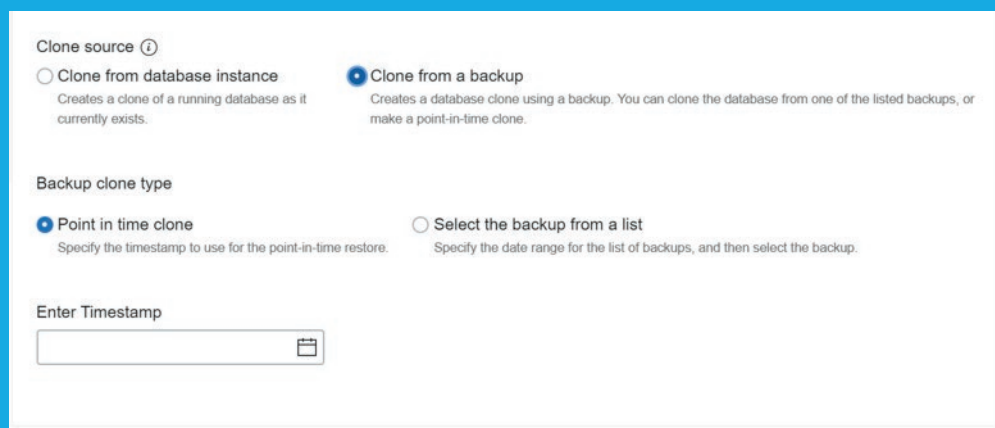 Clone source
Clone from database instance
Creates a clone of a running database as it
currently exists.
Clone from a backup
Creates a database clone using a backup. You can clone the database from one of the listed backups, or
make a point-in-time clone.
Backup clone type
Point in time clone
Specify the timestamp to use for the point-in-time restore.
Select the backup from a list
Specify the date range for the list of backups, and then select the backup.
Enter Timestamp